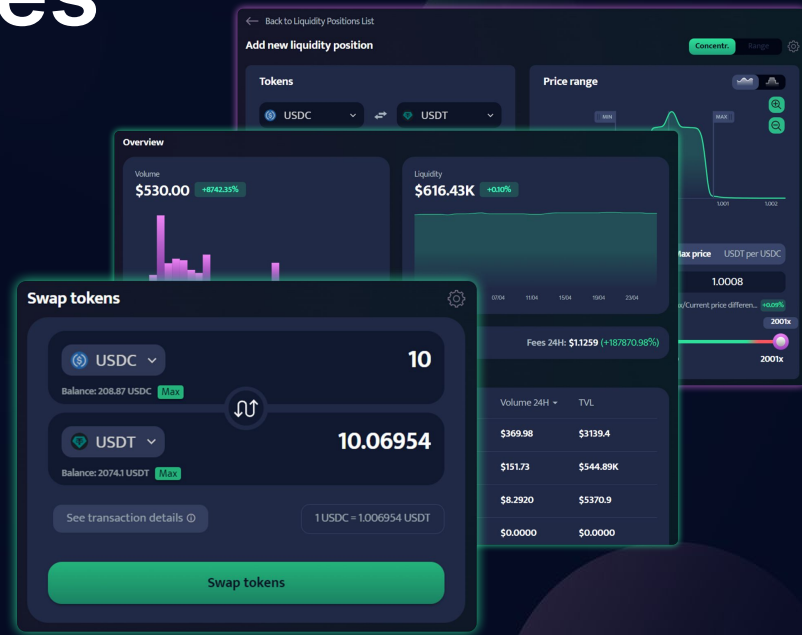 es
Back to Liquidity Positions List
Add new liquidity position
Concentr. Range
Tokens
USDC USDT
Price range
MIN MAX
1.001 1.002
Max price USDT per USDC
1.0008
x/Current price differen... +0.09%
2001x
2001x
Overview
Volume
$530.00 +8742.35%
Liquidity
$616.43K +0.10%
07/04 11/04 15/04 19/04 23/04
Fees 24H: $1.1259 (+187870.98%)
Volume 24H TVL
$369.98 $3139.4
$151.73 $544.89K
$8.2920 $5370.9
$0.0000 $0.0000
Swap tokens
USDC 10
Balance: 208.87 USDC Max
USDT 10.06954
Balance: 2074.1 USDT Max
See transaction details 1 USDC = 1.006954 USDT
Swap tokens